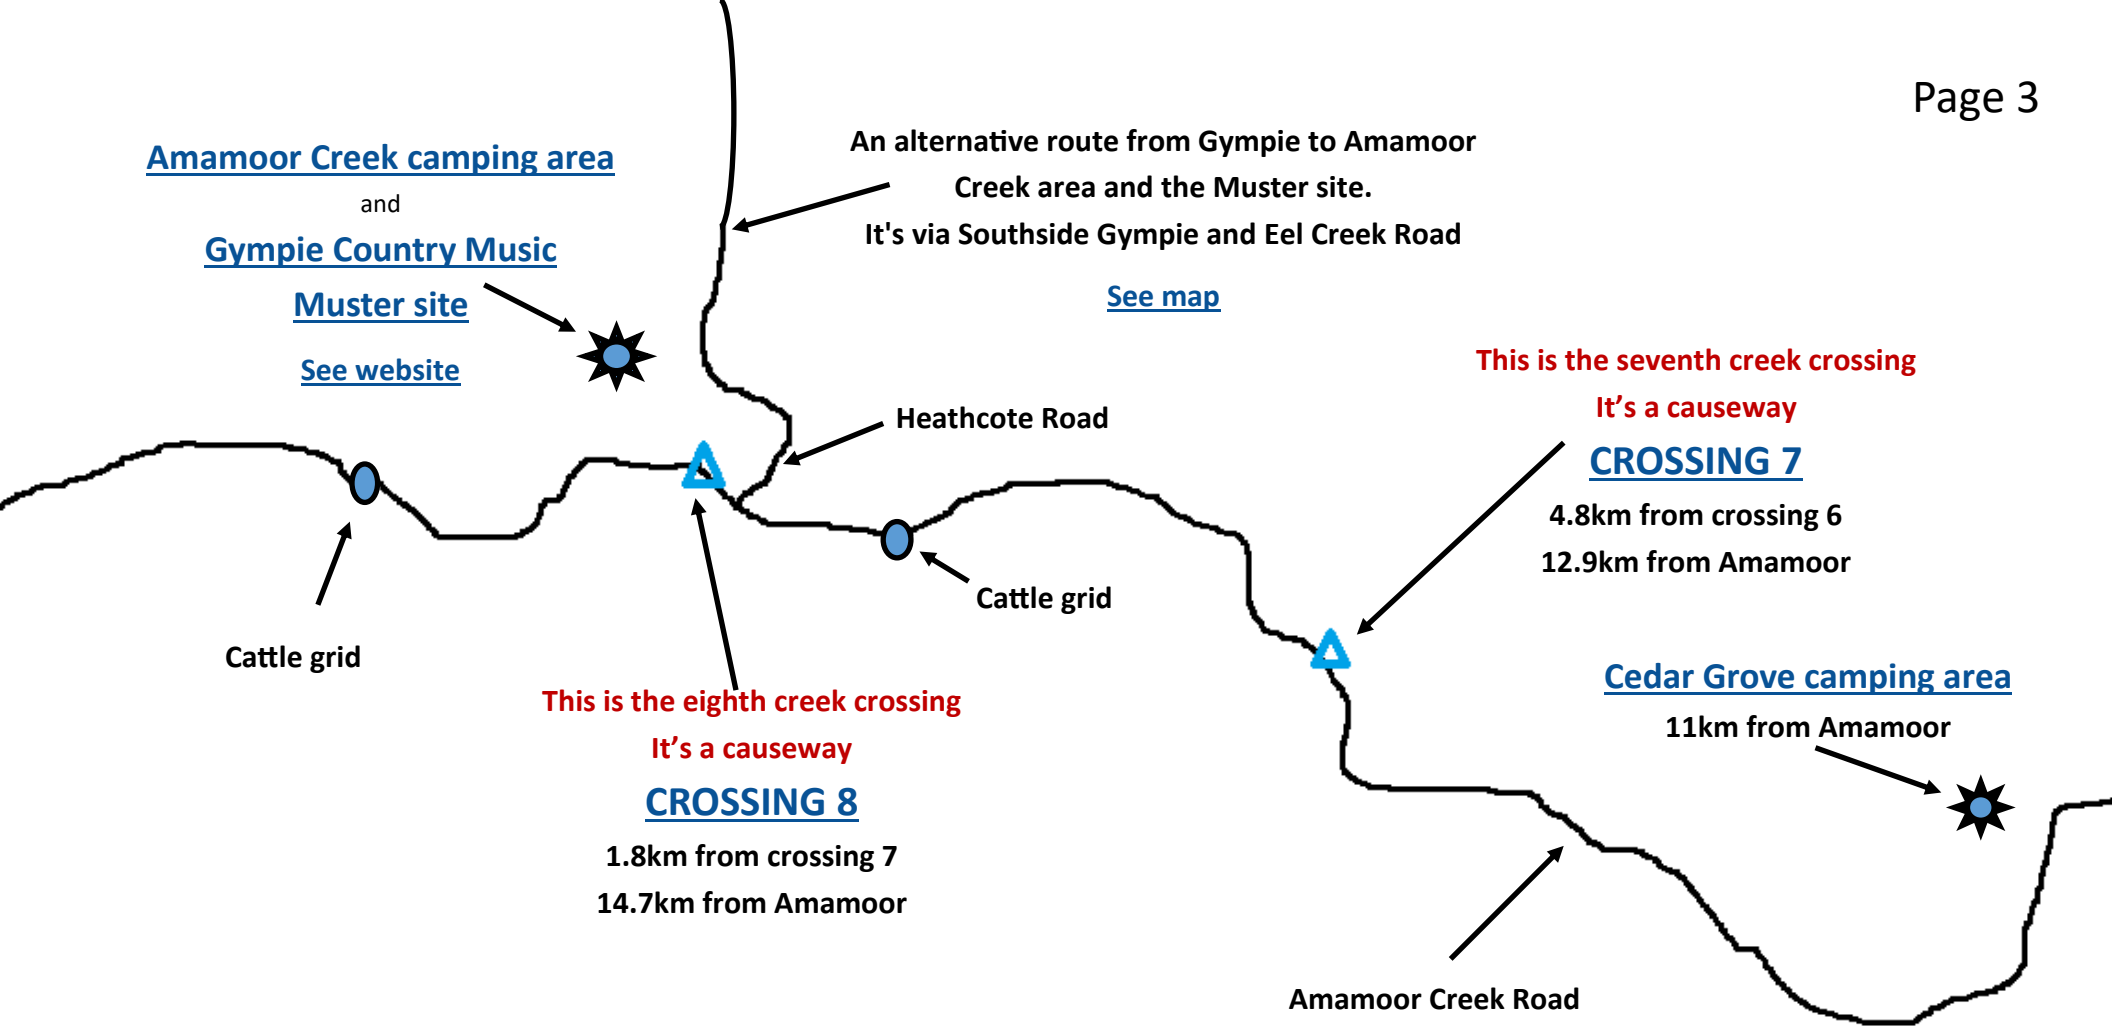 Page 3
Amamoor Creek camping area
and
Gympie Country Music
Muster site
See website
An alternative route from Gympie to Amamoor
Creek area and the Muster site.
It's via Southside Gympie and Eel Creek Road
See map
Heathcote Road
This is the seventh creek crossing
It’s a causeway
CROSSING 7
4.8km from crossing 6
12.9km from Amamoor
Cattle grid
Cattle grid
This is the eighth creek crossing
It’s a causeway
CROSSING 8
1.8km from crossing 7
14.7km from Amamoor
Cedar Grove camping area
11km from Amamoor
Amamoor Creek Road